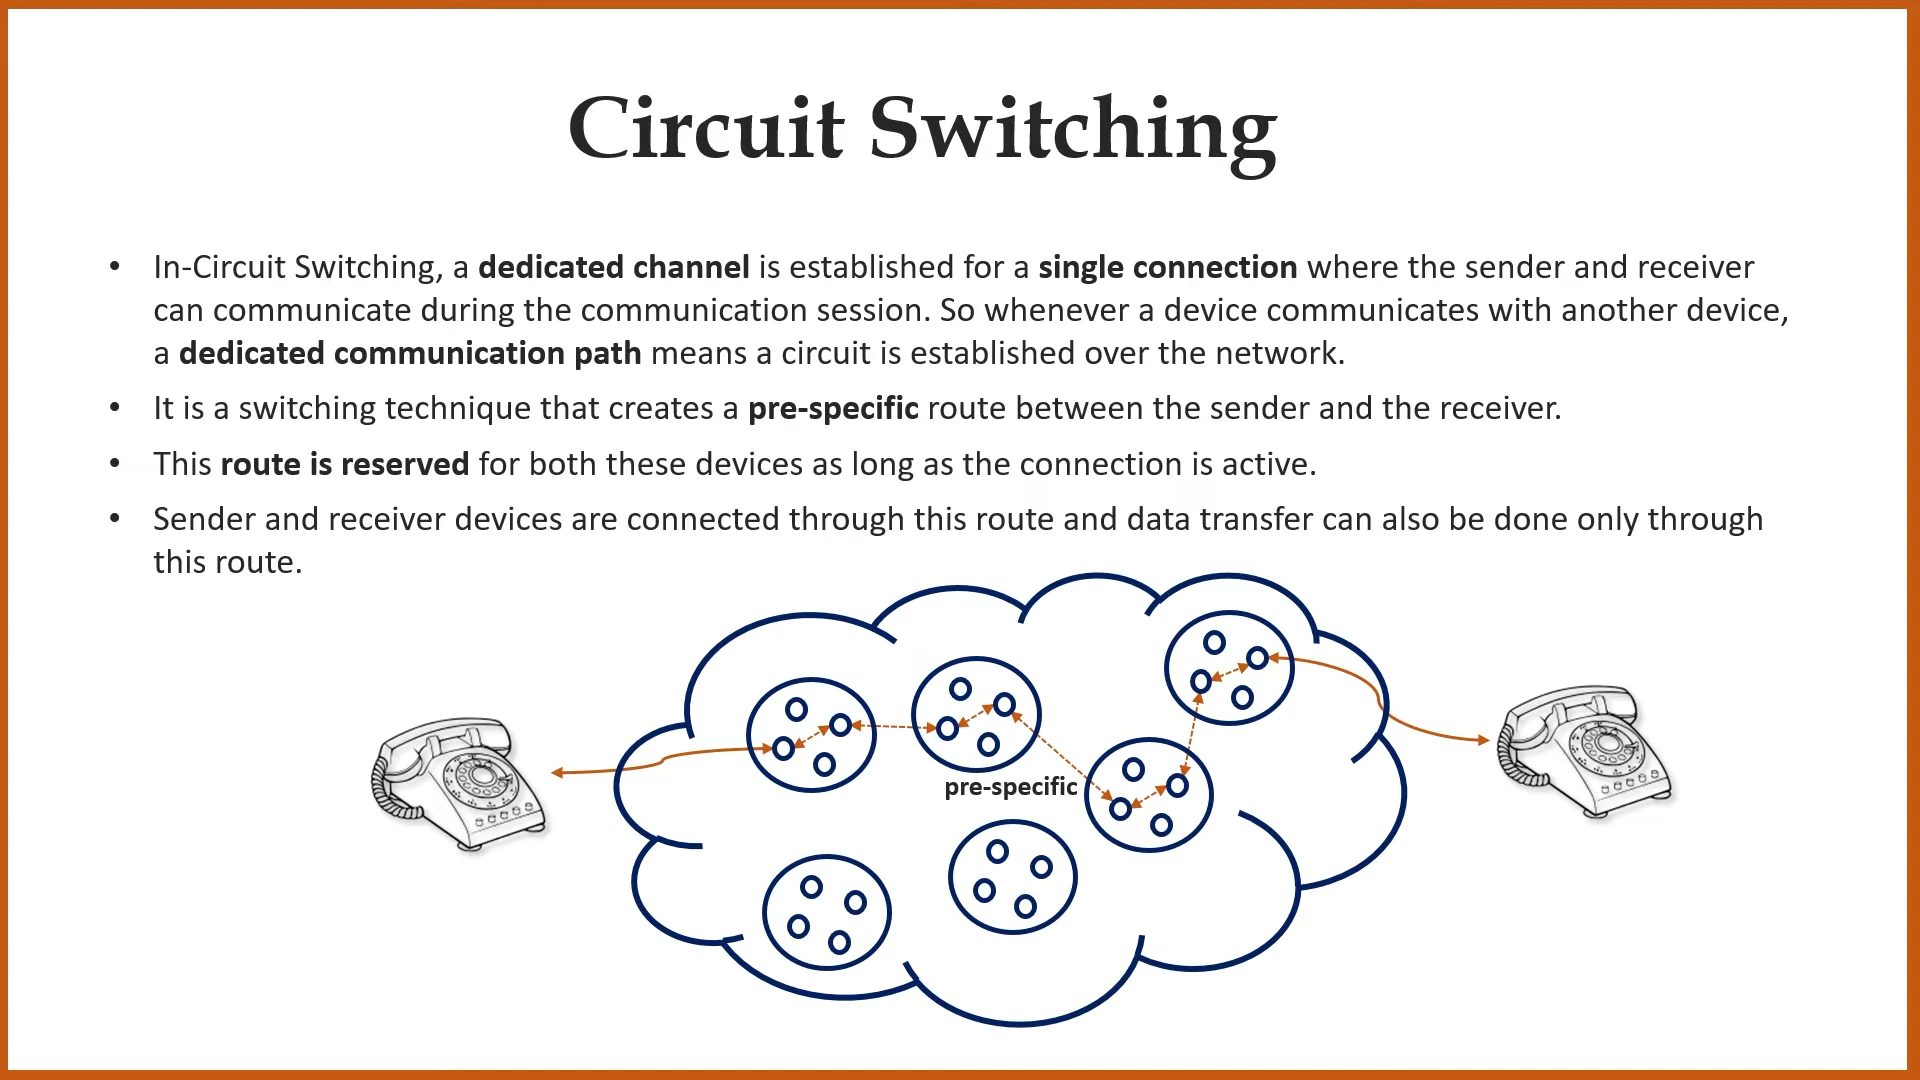 Circuit Switching
• In-Circuit Switching, a dedicated channel is established for a single connection where the sender and receiver
can communicate during the communication session. So whenever a device communicates with another device,
a dedicated communication path means a circuit is established over the network.
• It is a switching technique that creates a pre-specific route between the sender and the receiver.
• This route is reserved for both these devices as long as the connection is active.
• Sender and receiver devices are connected through this route and data transfer can also be done only through
this route.
pre-specific